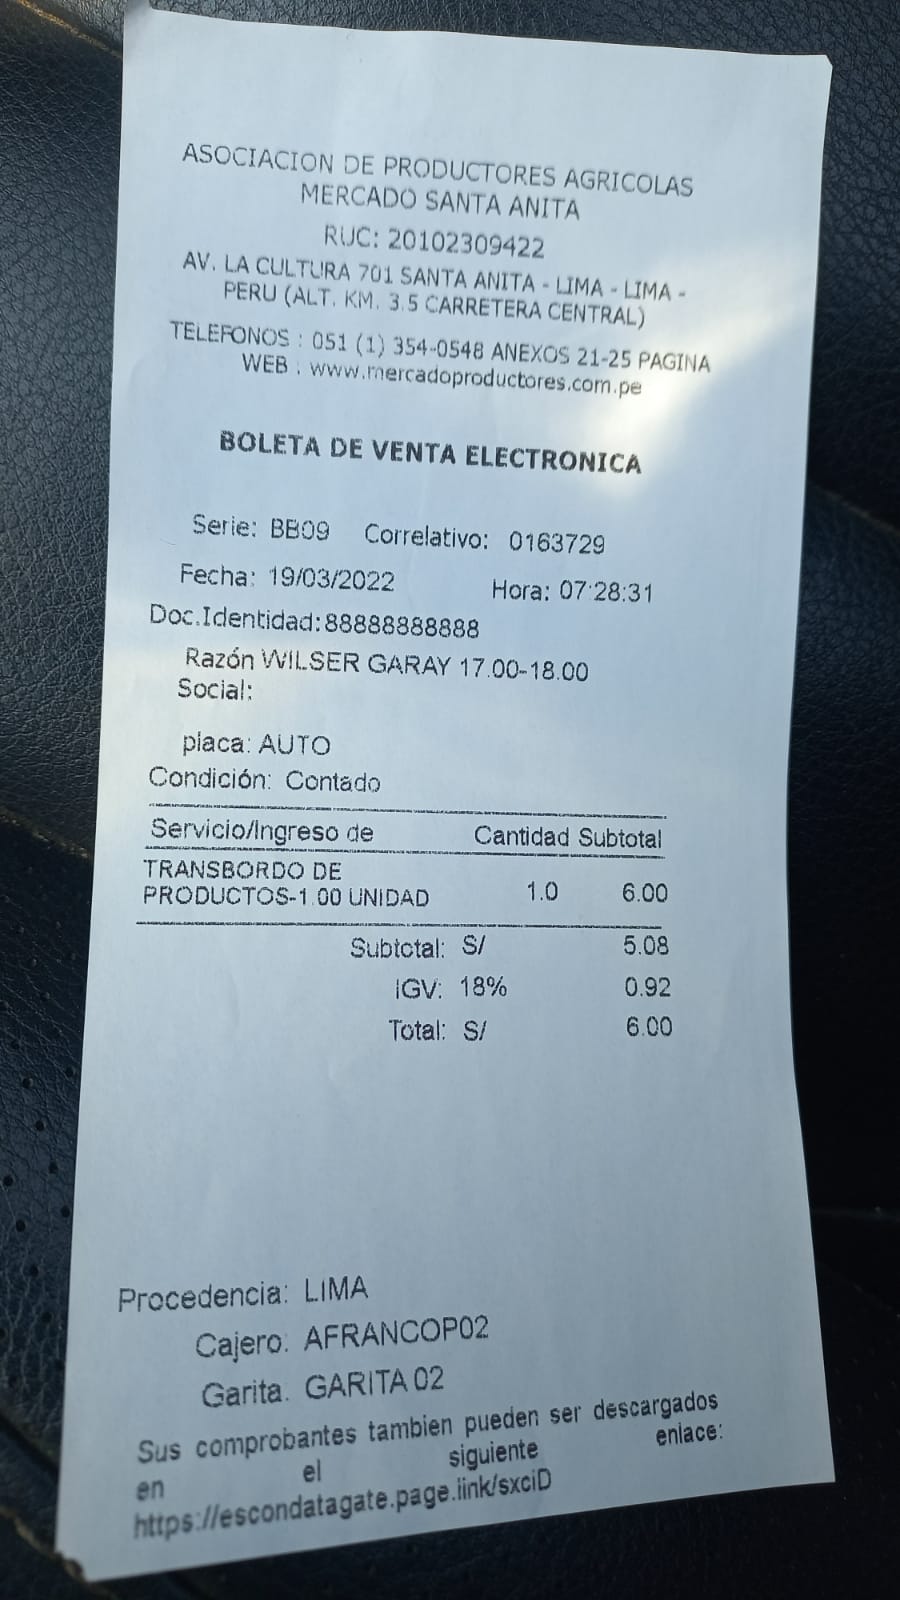 ASOCIACION DE PRODUCTORES AGRICOLAS
MERCADO SANTA ANITA
RUC: 20102309422
AV. LA CULTURA 701 SANTA ANITA - LIMA - LIMA -
PERU (ALT. KM. 3.5 CARRETERA CENTRAL)
TELEFONOS : 051 (1) 354-0548 ANEXOS 21-25 PAGINA
WEB : www.mercadoproductores.com.pe
BOLETA DE VENTA ELECTRONICA
Serie: BB09 Correlativo: 0163729
Fecha: 19/03/2022 Hora: 07:28:31
Doc.Identidad:88888888888
Razón WILSER GARAY 17.00-18.00
Social:
placa: AUTO
Condición: Contado
Servicio/Ingreso de Cantidad Subtotal
TRANSBORDO DE
PRODUCTOS-1.00 UNIDAD 1.0 6.00
Subtotal: S/ 5.08
IGV: 18% 0.92
Total: S/ 6.00
Procedencia: LIMA
Cajero: AFRANCOP02
Garita. GARITA 02
Sus comprobantes tambien pueden ser descargados
en el siguiente enlace:
https://escondatagate.page.link/sxciD